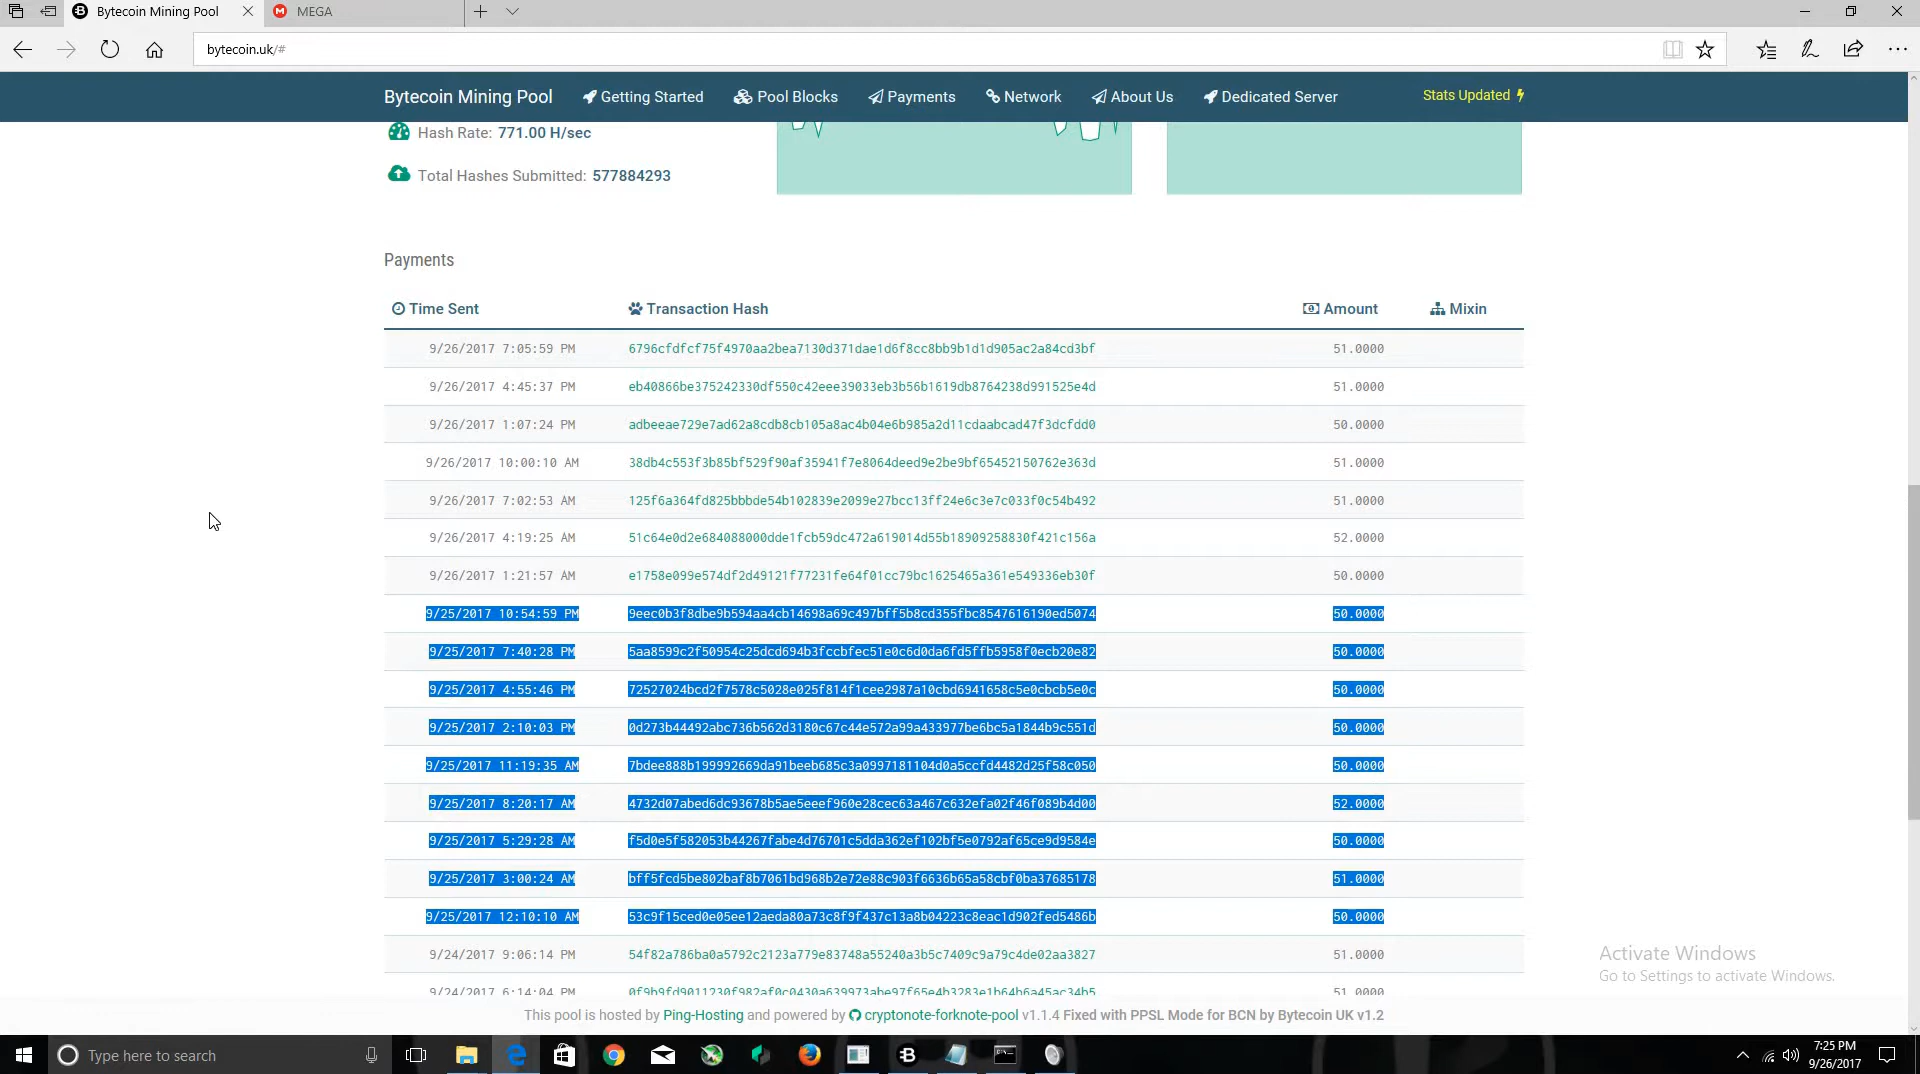 Bytecoin Mining Pool
MEGA
bytecoin.uk/#
Bytecoin Mining Pool Getting Started Pool Blocks Payments Network About Us Dedicated Server Stats Updated
Hash Rate: 771.00 H/sec
Total Hashes Submitted: 577884293
Payments
Time Sent Transaction Hash Amount Mixin
9/26/2017 7:05:59 PM 6796cfdfcf75f4970aa2bea7130d371dae1d6f8cc8bb9b1d1d905ac2a84cd3bf 51.0000
9/26/2017 4:45:37 PM eb40866be375242330df550c42eee39033eb3b56b1619db8764238d991525e4d 51.0000
9/26/2017 1:07:24 PM adbeeae729e7ad62a8cdb8cb105a8ac4b04e6b985a2d11cdaabcad47f3dcfdd0 50.0000
9/26/2017 10:00:10 AM 38db4c553f3b85bf529f90af35941f7e8064deed9e2be9bf65452150762e363d 51.0000
9/26/2017 7:02:53 AM 125f6a364fd825bbbde54b102839e2099e27bcc13ff24e6c3e7c033f0c54b492 51.0000
9/26/2017 4:19:25 AM 51c64e0d2e684088000dde1fcb59dc472a619014d55b18909258830f421c156a 52.0000
9/26/2017 1:21:57 AM e1758e099e574df2d49121f77231fe64f01cc79bc1625465a361e549336eb30f 50.0000
9/25/2017 10:54:59 PM 9eec0b3f8dbe9b594aa4cb14698a69c497bff5b8cd355fbc8547616190ed5074 50.0000
9/25/2017 7:40:28 PM 5aa8599c2f50954c25dcd694b3fccbfec51e0c6d0da6fd5ffb5958f0ecb20e82 50.0000
9/25/2017 4:55:46 PM 72527024bcd2f7578c5028e025f814f1cee2987a10cbd6941658c5e0cbcb5e0c 50.0000
9/25/2017 2:10:03 PM 0d273b44492abc736b562d3180c67c44e572a99a433977be6bc5a1844b9c551d 50.0000
9/25/2017 11:19:35 AM 7bdee888b199992669da91beeb685c3a0997181104d0a5ccfd4482d25f58c050 50.0000
9/25/2017 8:20:17 AM 4732d07abed6dc93678b5ae5eeef960e28cec63a467c632efa02f46f089b4d00 52.0000
9/25/2017 5:29:28 AM f5d0e5f582053b44267fabe4d76701c5dda362ef102bf5e0792af65ce9d9584e 50.0000
9/25/2017 3:00:24 AM bff5fcd5be802baf8b7061bd968b2e72e88c903f6636b65a58cbf0ba37685178 51.0000
9/25/2017 12:10:10 AM 53c9f15ced0e05ee12aeda80a73c8f9f437c13a8b04223c8eac1d902fed5486b 50.0000
9/24/2017 9:06:14 PM 54f82a786ba0a5792c2123a779e83748a55240a3b5c7409c9a79c4de02aa3827 51.0000
9/24/2017 6:14:04 PM 0f9b9fd9011230f982af0c0430a639973abe97f65e4b3283e1b64b6a45ac34b5 51.0000
Activate Windows
Go to Settings to activate Windows.
This pool is hosted by Ping-Hosting and powered by cryptonote-forknote-pool v1.1.4 Fixed with PPSL Mode for BCN by Bytecoin UK v1.2
Type here to search
7:25 PM
9/26/2017